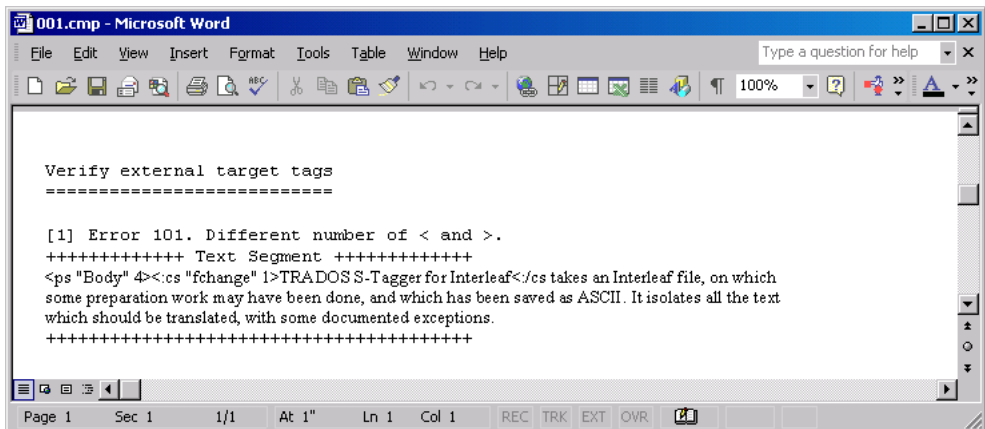 001.cmp - Microsoft Word
File Edit View Insert Format Tools Table Window Help Type a question for help
ABC ¶ 100% A
Verify external target tags
===========================
[1] Error 101. Different number of < and >.
+++++++++++++ Text Segment +++++++++++++
<ps "Body" 4><:cs "fchange" 1>TRADOS S-Tagger for Interleaf<:/cs takes an Interleaf file, on which
some preparation work may have been done, and which has been saved as ASCII. It isolates all the text
which should be translated, with some documented exceptions.
++++++++++++++++++++++++++++++++++++++++
Page 1 Sec 1 1/1 At 1" Ln 1 Col 1 REC TRK EXT OVR